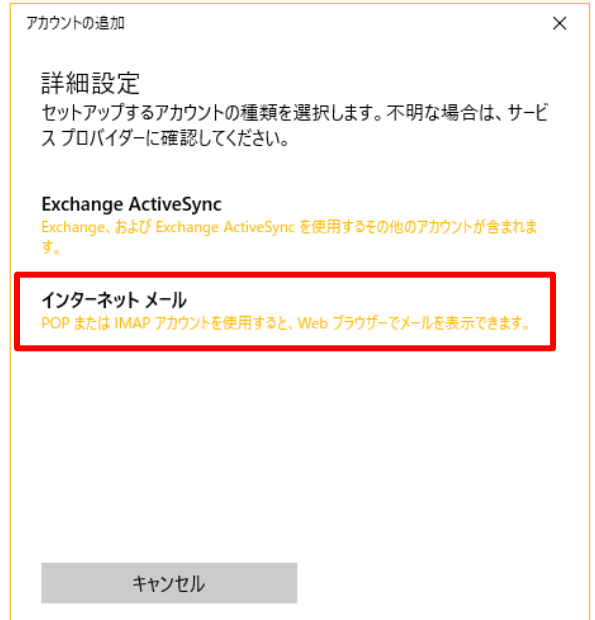 アカウントの追加
詳細設定
セットアップするアカウントの種類を選択します。不明な場合は、サービ
ス プロバイダーに確認してください。
Exchange ActiveSync
Exchange、および Exchange ActiveSync を使用するその他のアカウントが含まれま
す。
インターネット メール
POP または IMAP アカウントを使用すると、Web ブラウザーでメールを表示できます。
キャンセル